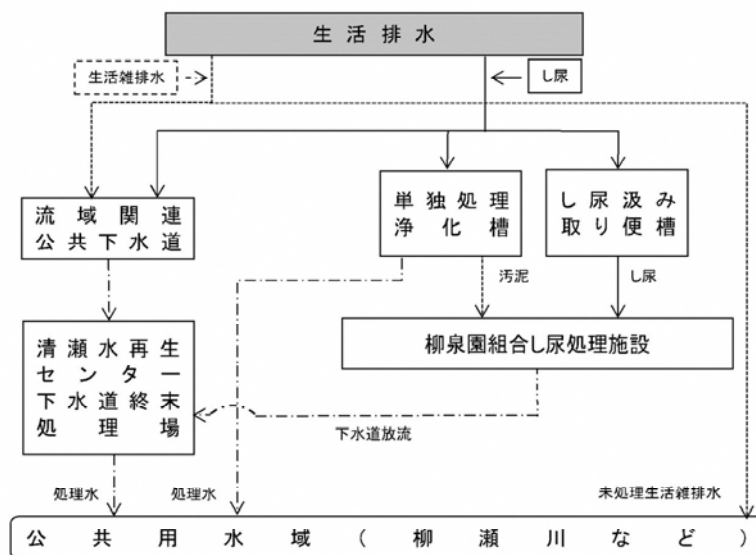 生活排水
生活雑排水
し尿
流域関連
公共下水道
単独処理
浄化槽
し尿汲み
取り便槽
汚泥
し尿
清瀬水再生
センター
下水道終末
処理場
柳泉園組合し尿処理施設
下水道放流
処理水
処理水
未処理生活雑排水
公共用水域(柳瀬川など)